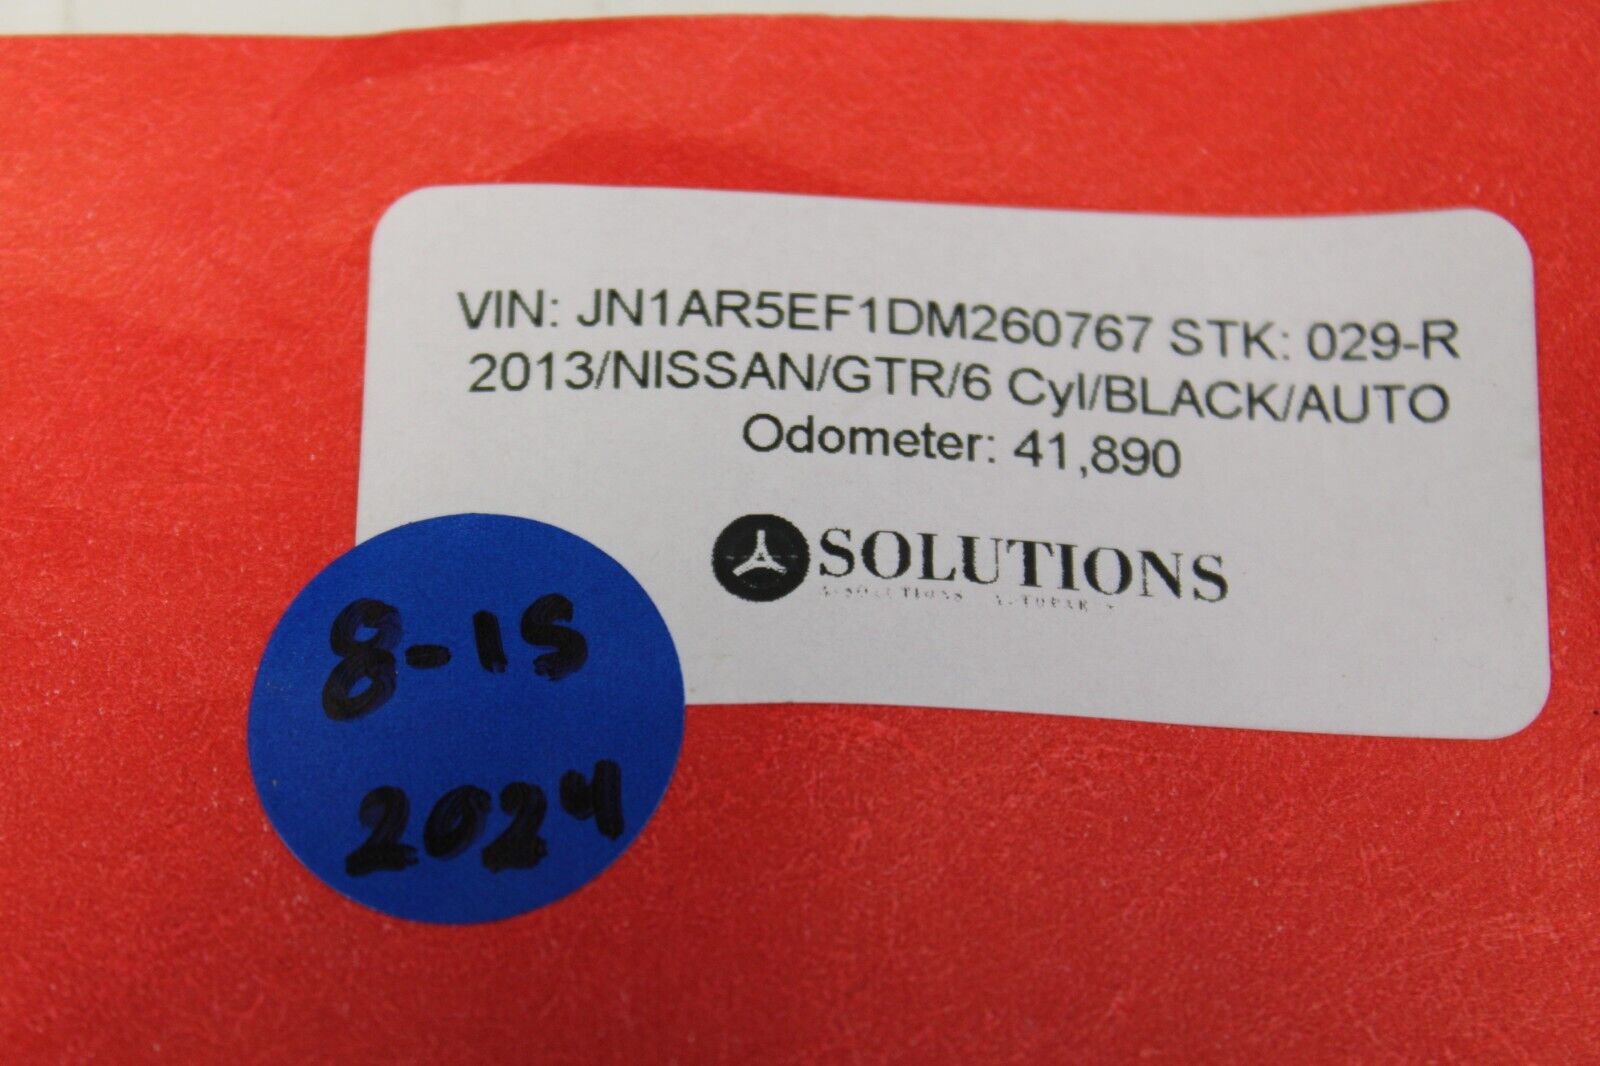 VIN: JN1AR5EF1DM260767 STK: 029-R
2013/NISSAN/GTR/6 Cyl/BLACK/AUTO
Odometer: 41,890
SOLUTIONS
8-15
2024